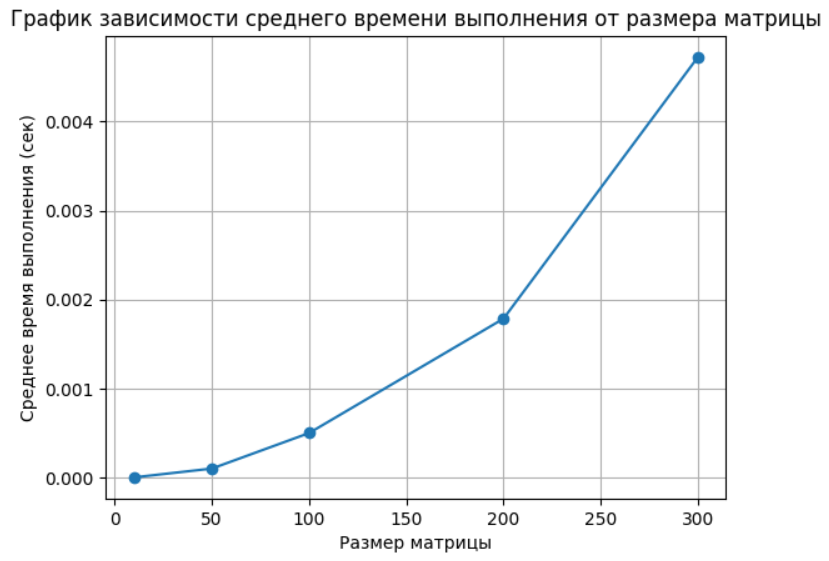 График зависимости среднего времени выполнения от размера матрицы
Среднее время выполнения (сек)
0.004
0.003
0.002
0.001
0.000
0 50 100 150 200 250 300
Размер матрицы